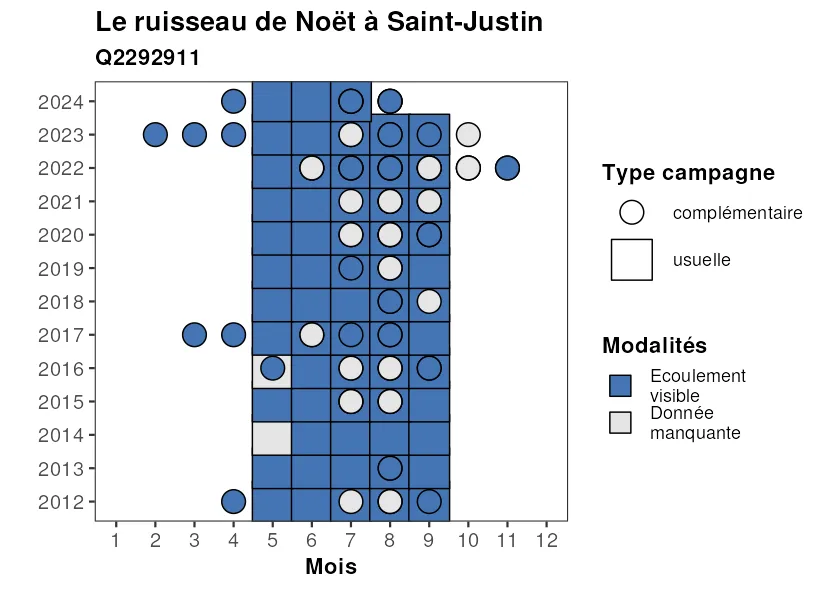 Le ruisseau de Noët à Saint-Justin
Q2292911
2024
2023
2022
2021
2020
2019
2018
2017
2016
2015
2014
2013
2012
1 2 3 4 5 6 7 8 9 10 11 12
Mois
Type campagne
complémentaire
usuelle
Modalités
Ecoulement
visible
Donnée
manquante